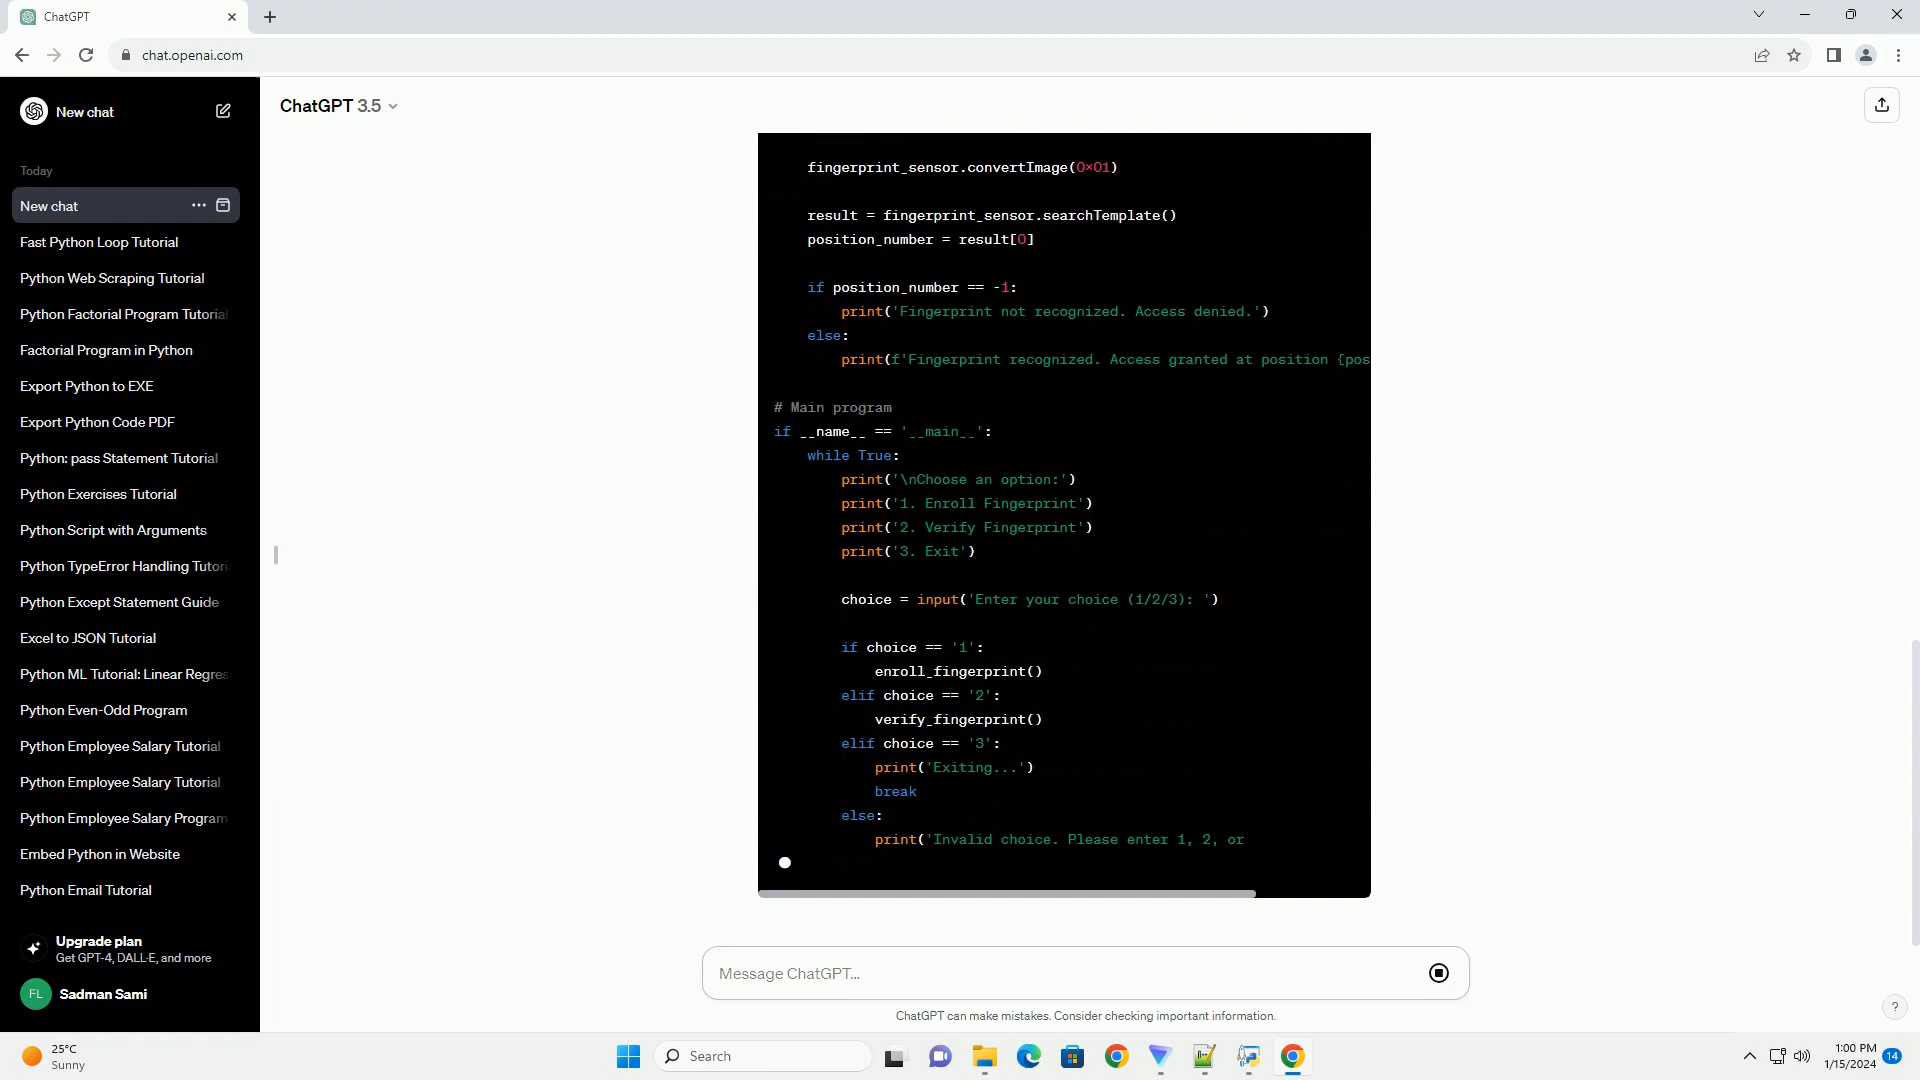 ChatGPT
chat.openai.com
New chat
Today
New chat
Fast Python Loop Tutorial
Python Web Scraping Tutorial
Python Factorial Program Tutorial
Factorial Program in Python
Export Python to EXE
Export Python Code PDF
Python: pass Statement Tutorial
Python Exercises Tutorial
Python Script with Arguments
Python TypeError Handling Tutori
Python Except Statement Guide
Excel to JSON Tutorial
Python ML Tutorial: Linear Regres
Python Even-Odd Program
Python Employee Salary Tutorial
Python Employee Salary Tutorial
Python Employee Salary Program
Embed Python in Website
Python Email Tutorial
Upgrade plan
Get GPT-4, DALL·E, and more
FL Sadman Sami
ChatGPT 3.5
fingerprint_sensor.convertImage(0x01)
result = fingerprint_sensor.searchTemplate()
position_number = result[0]
if position_number == -1:
print('Fingerprint not recognized. Access denied.')
else:
print(f'Fingerprint recognized. Access granted at position {pos
# Main program
if __name__ == '__main__':
while True:
print('\nChoose an option:')
print('1. Enroll Fingerprint')
print('2. Verify Fingerprint')
print('3. Exit')
choice = input('Enter your choice (1/2/3): ')
if choice == '1':
enroll_fingerprint()
elif choice == '2':
verify_fingerprint()
elif choice == '3':
print('Exiting...')
break
else:
print('Invalid choice. Please enter 1, 2, or
Message ChatGPT...
ChatGPT can make mistakes. Consider checking important information.
?
25°C
Sunny
Search
1:00 PM
1/15/2024
14